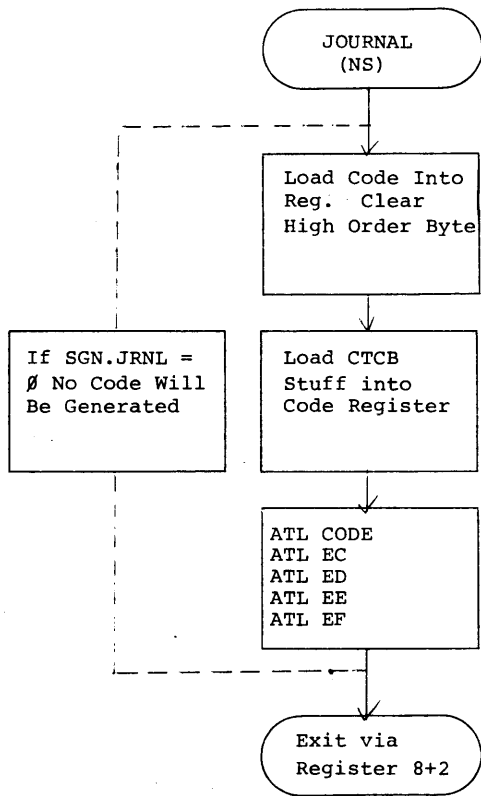 JOURNAL
(NS)
Load Code Into
Reg. Clear
High Order Byte
If SGN.JRNL =
Ø No Code Will
Be Generated
Load CTCB
Stuff into
Code Register
ATL CODE
ATL EC
ATL ED
ATL EE
ATL EF
Exit via
Register 8+2